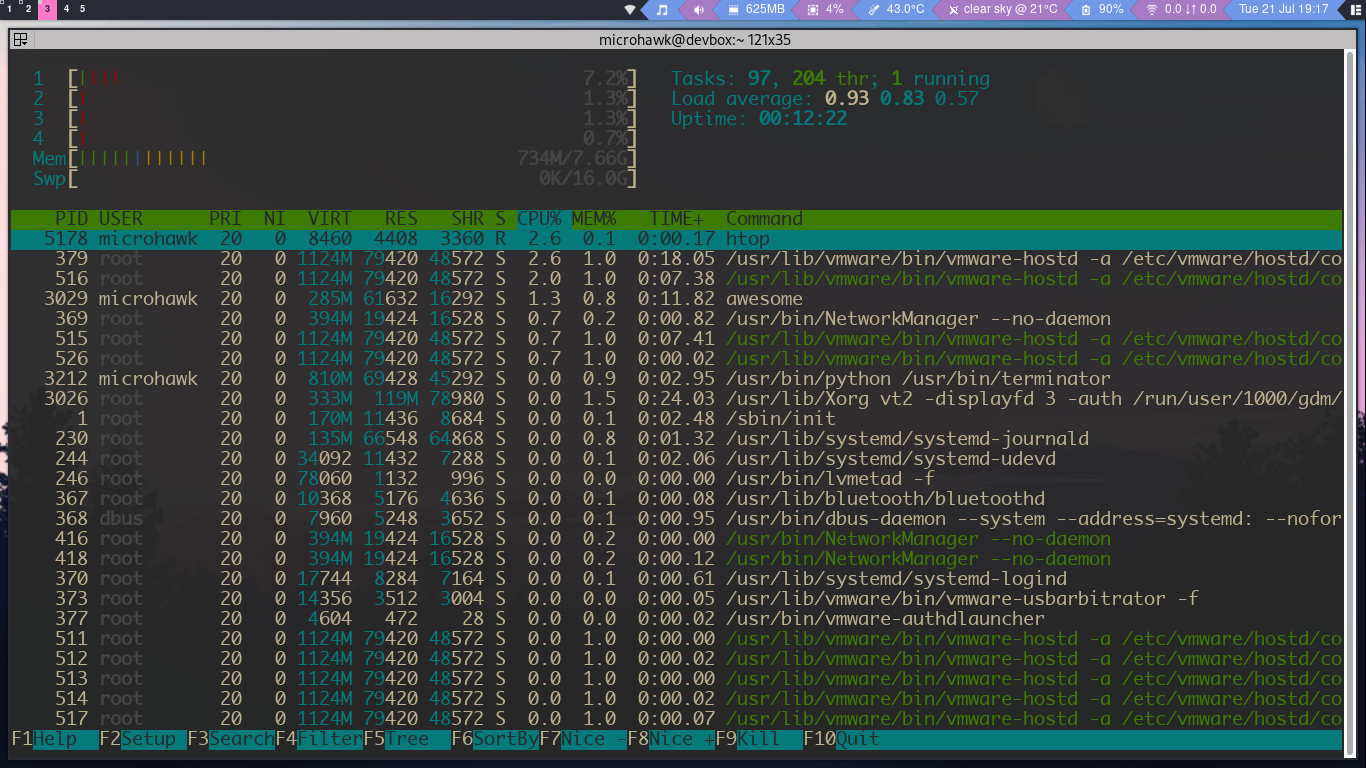 1 2 3 4 5 625MB 4% 43.0°C clear sky @ 21°C 90% 0.0 ↓↑ 0.0 Tue 21 Jul 19:17
microhawk@devbox:~ 121x35
1 [||||| 7.2%] Tasks: 97, 204 thr; 1 running
2 [| 1.3%] Load average: 0.93 0.83 0.57
3 [| 1.3%] Uptime: 00:12:22
4 [| 0.7%]
Mem[|||||||||||| 734M/7.66G]
Swp[ 0K/16.0G]
PID USER PRI NI VIRT RES SHR S CPU% MEM% TIME+ Command
5178 microhawk 20 0 8460 4408 3360 R 2.6 0.1 0:00.17 htop
379 root 20 0 1124M 79420 48572 S 2.6 1.0 0:18.05 /usr/lib/vmware/bin/vmware-hostd -a /etc/vmware/hostd/co
516 root 20 0 1124M 79420 48572 S 2.0 1.0 0:07.38 /usr/lib/vmware/bin/vmware-hostd -a /etc/vmware/hostd/co
3029 microhawk 20 0 285M 61632 16292 S 1.3 0.8 0:11.82 awesome
369 root 20 0 394M 19424 16528 S 0.7 0.2 0:00.82 /usr/bin/NetworkManager --no-daemon
515 root 20 0 1124M 79420 48572 S 0.7 1.0 0:07.41 /usr/lib/vmware/bin/vmware-hostd -a /etc/vmware/hostd/co
526 root 20 0 1124M 79420 48572 S 0.7 1.0 0:00.02 /usr/lib/vmware/bin/vmware-hostd -a /etc/vmware/hostd/co
3212 microhawk 20 0 810M 69428 45292 S 0.0 0.9 0:02.95 /usr/bin/python /usr/bin/terminator
3026 root 20 0 333M 119M 78980 S 0.0 1.5 0:24.03 /usr/lib/Xorg vt2 -displayfd 3 -auth /run/user/1000/gdm/
1 root 20 0 170M 11436 8684 S 0.0 0.1 0:02.48 /sbin/init
230 root 20 0 135M 66548 64868 S 0.0 0.8 0:01.32 /usr/lib/systemd/systemd-journald
244 root 20 0 34092 11432 7288 S 0.0 0.1 0:02.06 /usr/lib/systemd/systemd-udevd
246 root 20 0 78060 1132 996 S 0.0 0.0 0:00.00 /usr/bin/lvmetad -f
367 root 20 0 10368 5176 4636 S 0.0 0.1 0:00.08 /usr/lib/bluetooth/bluetoothd
368 dbus 20 0 7960 5248 3652 S 0.0 0.1 0:00.95 /usr/bin/dbus-daemon --system --address=systemd: --nofor
416 root 20 0 394M 19424 16528 S 0.0 0.2 0:00.00 /usr/bin/NetworkManager --no-daemon
418 root 20 0 394M 19424 16528 S 0.0 0.2 0:00.12 /usr/bin/NetworkManager --no-daemon
370 root 20 0 17744 8284 7164 S 0.0 0.1 0:00.61 /usr/lib/systemd/systemd-logind
373 root 20 0 14356 3512 3004 S 0.0 0.0 0:00.05 /usr/lib/vmware/bin/vmware-usbarbitrator -f
377 root 20 0 4604 472 28 S 0.0 0.0 0:00.02 /usr/bin/vmware-authdlauncher
511 root 20 0 1124M 79420 48572 S 0.0 1.0 0:00.00 /usr/lib/vmware/bin/vmware-hostd -a /etc/vmware/hostd/co
512 root 20 0 1124M 79420 48572 S 0.0 1.0 0:00.02 /usr/lib/vmware/bin/vmware-hostd -a /etc/vmware/hostd/co
513 root 20 0 1124M 79420 48572 S 0.0 1.0 0:00.00 /usr/lib/vmware/bin/vmware-hostd -a /etc/vmware/hostd/co
514 root 20 0 1124M 79420 48572 S 0.0 1.0 0:00.02 /usr/lib/vmware/bin/vmware-hostd -a /etc/vmware/hostd/co
517 root 20 0 1124M 79420 48572 S 0.0 1.0 0:00.07 /usr/lib/vmware/bin/vmware-hostd -a /etc/vmware/hostd/co
F1Help F2Setup F3SearchF4FilterF5Tree F6SortByF7Nice -F8Nice +F9Kill F10Quit